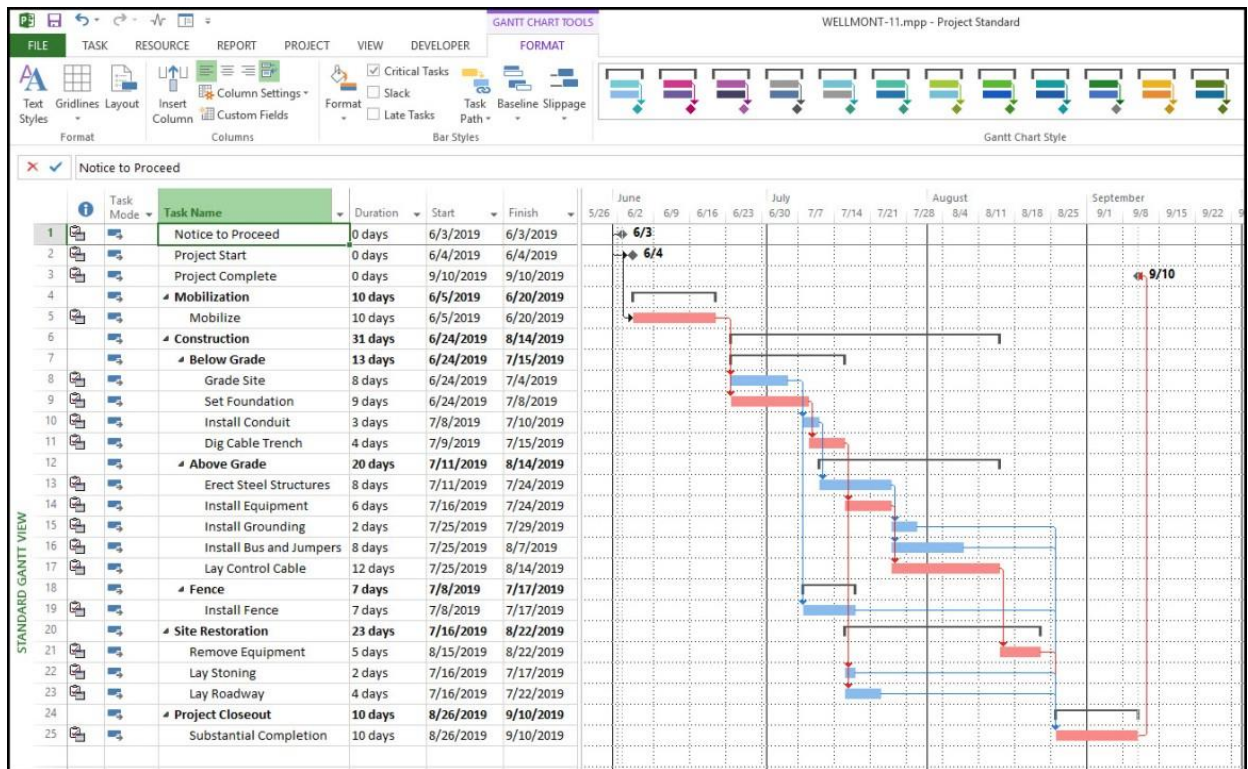 GANTT CHART TOOLS
WELLMONT-11.mpp - Project Standard
FILE TASK RESOURCE REPORT PROJECT VIEW DEVELOPER FORMAT
Critical Tasks
Slack
Late Tasks
Text Styles
Gridlines
Layout
Insert Column
Column Settings
Custom Fields
Format
Task Path
Baseline
Slippage
Format Columns Bar Styles Gantt Chart Style
Notice to Proceed
Task Mode Task Name Duration Start Finish
June July August September
5/26 6/2 6/9 6/16 6/23 6/30 7/7 7/14 7/21 7/28 8/4 8/11 8/18 8/25 9/1 9/8 9/15 9/22 9
1 Notice to Proceed 0 days 6/3/2019 6/3/2019 6/3
2 Project Start 0 days 6/4/2019 6/4/2019 6/4
3 Project Complete 0 days 9/10/2019 9/10/2019 9/10
4 Mobilization 10 days 6/5/2019 6/20/2019
5 Mobilize 10 days 6/5/2019 6/20/2019
6 Construction 31 days 6/24/2019 8/14/2019
7 Below Grade 13 days 6/24/2019 7/15/2019
8 Grade Site 8 days 6/24/2019 7/4/2019
9 Set Foundation 9 days 6/24/2019 7/8/2019
10 Install Conduit 3 days 7/8/2019 7/10/2019
11 Dig Cable Trench 4 days 7/9/2019 7/15/2019
12 Above Grade 20 days 7/11/2019 8/14/2019
13 Erect Steel Structures 8 days 7/11/2019 7/24/2019
14 Install Equipment 6 days 7/16/2019 7/24/2019
15 Install Grounding 2 days 7/25/2019 7/29/2019
16 Install Bus and Jumpers 8 days 7/25/2019 8/7/2019
17 Lay Control Cable 12 days 7/25/2019 8/14/2019
18 Fence 7 days 7/8/2019 7/17/2019
19 Install Fence 7 days 7/8/2019 7/17/2019
20 Site Restoration 23 days 7/16/2019 8/22/2019
21 Remove Equipment 5 days 8/15/2019 8/22/2019
22 Lay Stoning 2 days 7/16/2019 7/17/2019
23 Lay Roadway 4 days 7/16/2019 7/22/2019
24 Project Closeout 10 days 8/26/2019 9/10/2019
25 Substantial Completion 10 days 8/26/2019 9/10/2019
STANDARD GANTT VIEW